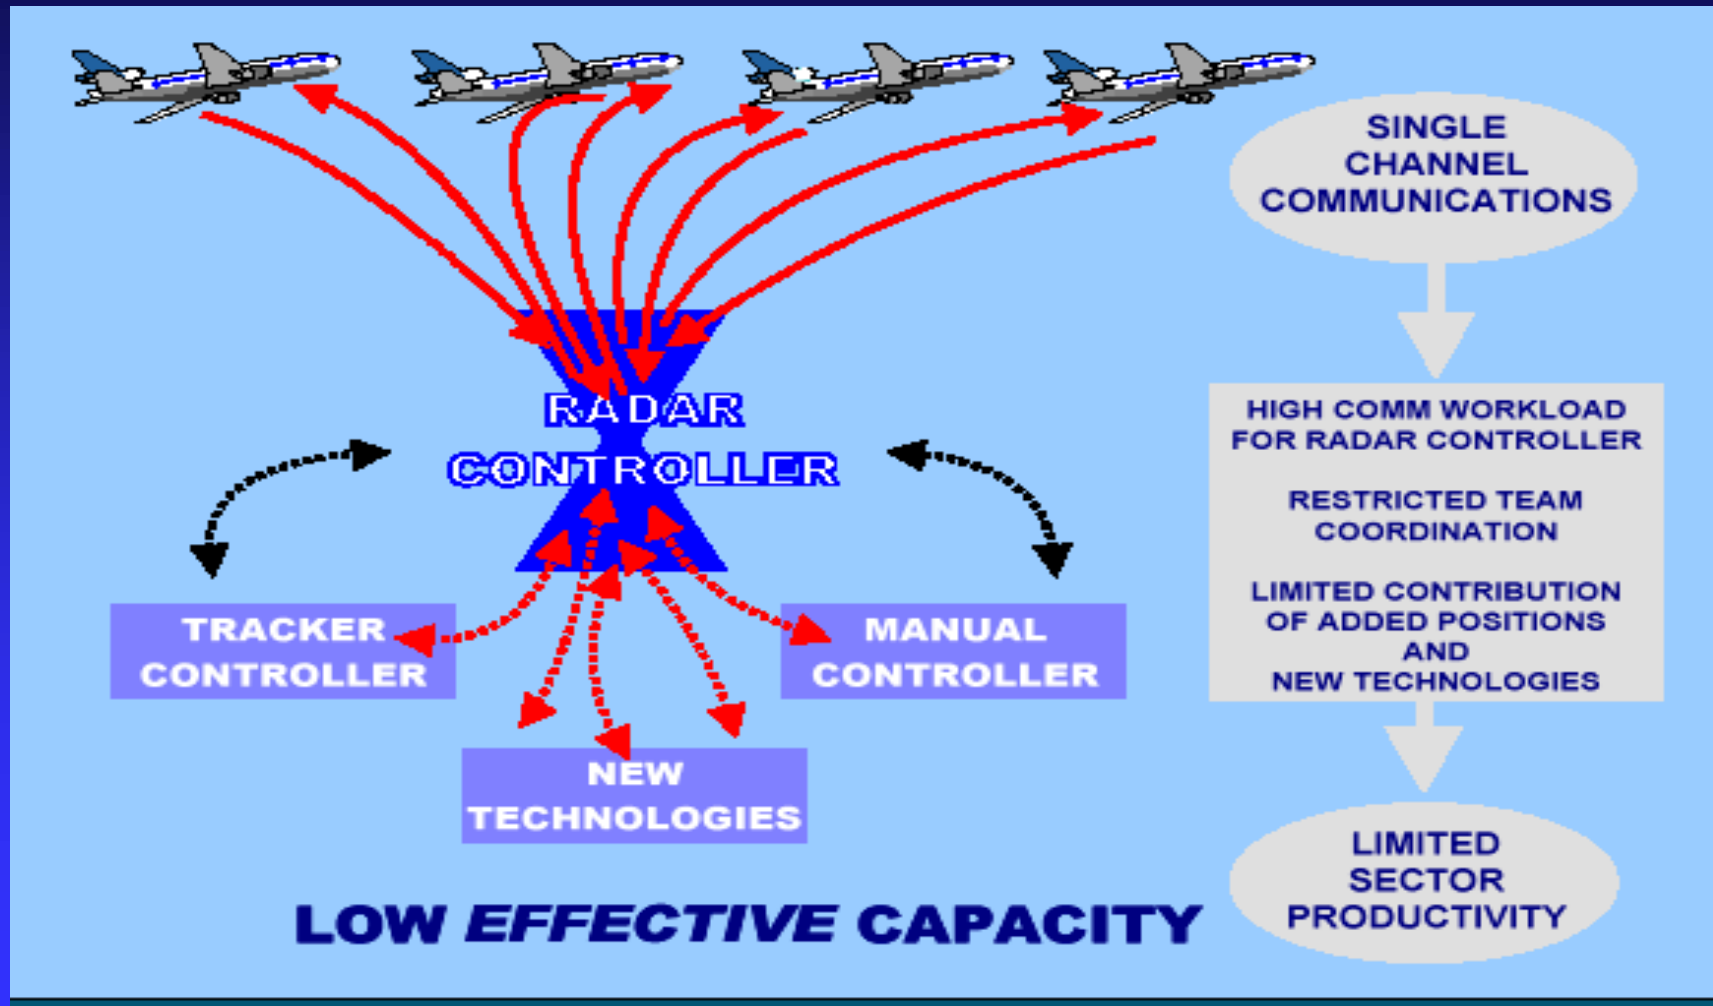 RADAR
CONTROLLER
TRACKER
CONTROLLER
MANUAL
CONTROLLER
NEW
TECHNOLOGIES
LOW EFFECTIVE CAPACITY
SINGLE
CHANNEL
COMMUNICATIONS
HIGH COMM WORKLOAD
FOR RADAR CONTROLLER
RESTRICTED TEAM
COORDINATION
LIMITED CONTRIBUTION
OF ADDED POSITIONS
AND
NEW TECHNOLOGIES
LIMITED
SECTOR
PRODUCTIVITY